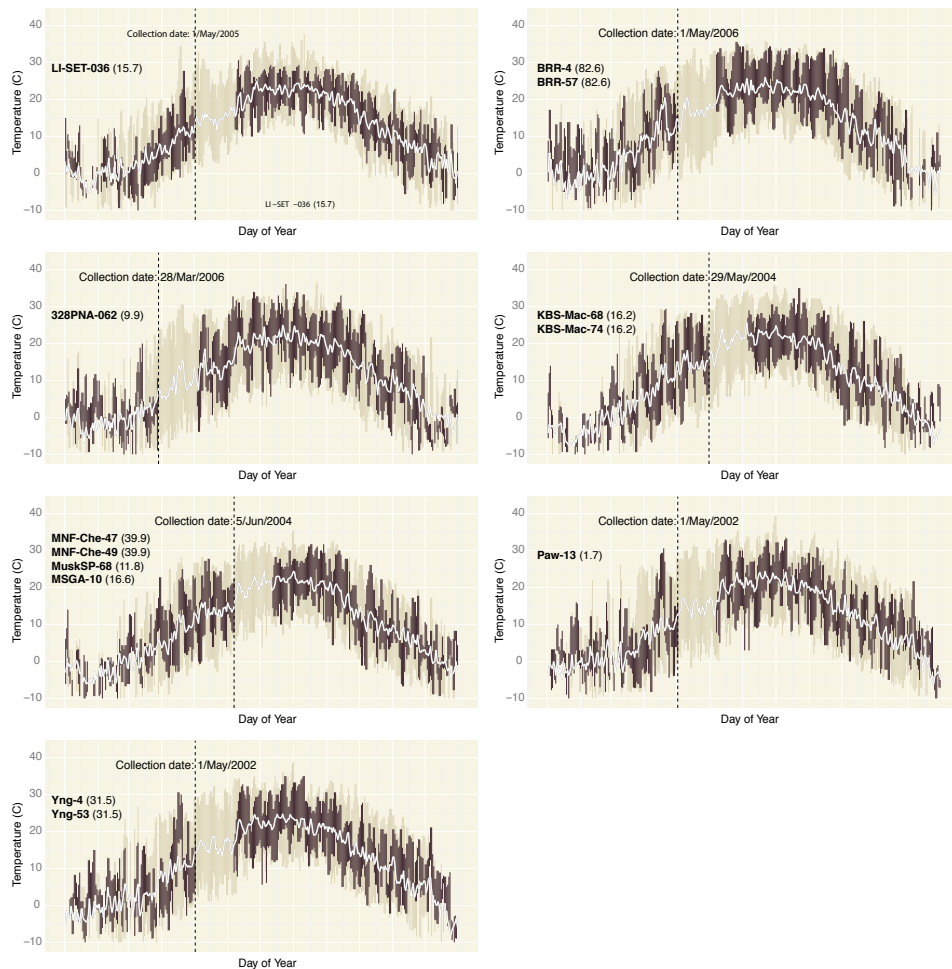 40
30
20
10
0
−10
Temperature (C)
Collection date: 1/May/2005
LI-SET-036 (15.7)
LI −SET −036 (15.7)
Day of Year
Temperature (C)
40
30
20
10
0
−10
Collection date: 1/May/2006
BRR-4 (82.6)
BRR-57 (82.6)
Day of Year
Temperature (C)
40
30
20
10
0
−10
Collection date: 28/Mar/2006
328PNA-062 (9.9)
Day of Year
Temperature (C)
40
30
20
10
0
−10
Collection date: 29/May/2004
KBS-Mac-68 (16.2)
KBS-Mac-74 (16.2)
Day of Year
Temperature (C)
40
30
20
10
0
−10
Collection date: 5/Jun/2004
MNF-Che-47 (39.9)
MNF-Che-49 (39.9)
MuskSP-68 (11.8)
MSGA-10 (16.6)
Day of Year
Temperature (C)
40
30
20
10
0
−10
Collection date: 1/May/2002
Paw-13 (1.7)
Day of Year
Temperature (C)
40
30
20
10
0
−10
Collection date: 1/May/2002
Yng-4 (31.5)
Yng-53 (31.5)
Day of Year